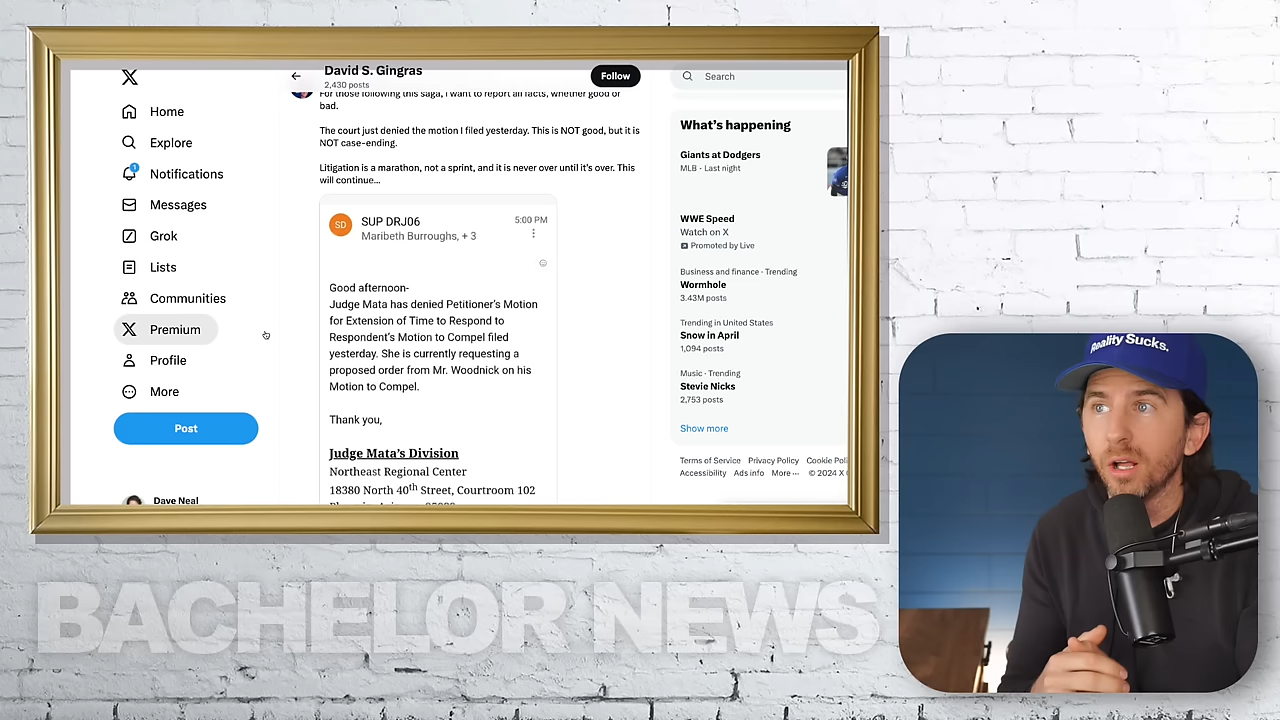 X
Home
Explore
1
Notifications
Messages
Grok
Lists
Communities
Premium
Profile
More
Post
Dave Neal
David S. Gingras
2,430 posts
Follow
For those following this saga, I want to report all facts, whether good or
bad.
The court just denied the motion I filed yesterday. This is NOT good, but it is
NOT case-ending.
Litigation is a marathon, not a sprint, and it is never over until it's over. This
will continue...
SD
SUP DRJ06
5:00 PM
Maribeth Burroughs, + 3
Good afternoon-
Judge Mata has denied Petitioner's Motion
for Extension of Time to Respond to
Respondent's Motion to Compel filed
yesterday. She is currently requesting a
proposed order from Mr. Woodnick on his
Motion to Compel.
Thank you,
Judge Mata's Division
Northeast Regional Center
18380 North 40th Street, Courtroom 102
Search
What's happening
Giants at Dodgers
MLB · Last night
WWE Speed
Watch on X
Promoted by Live
Business and finance · Trending
Wormhole
3.43M posts
Trending in United States
Snow in April
1,094 posts
Music · Trending
Stevie Nicks
2,753 posts
Show more
Terms of Service Privacy Policy Cookie Poli
Accessibility Ads info More ··· © 2024 X
Reality Sucks.
BACHELOR NEWS